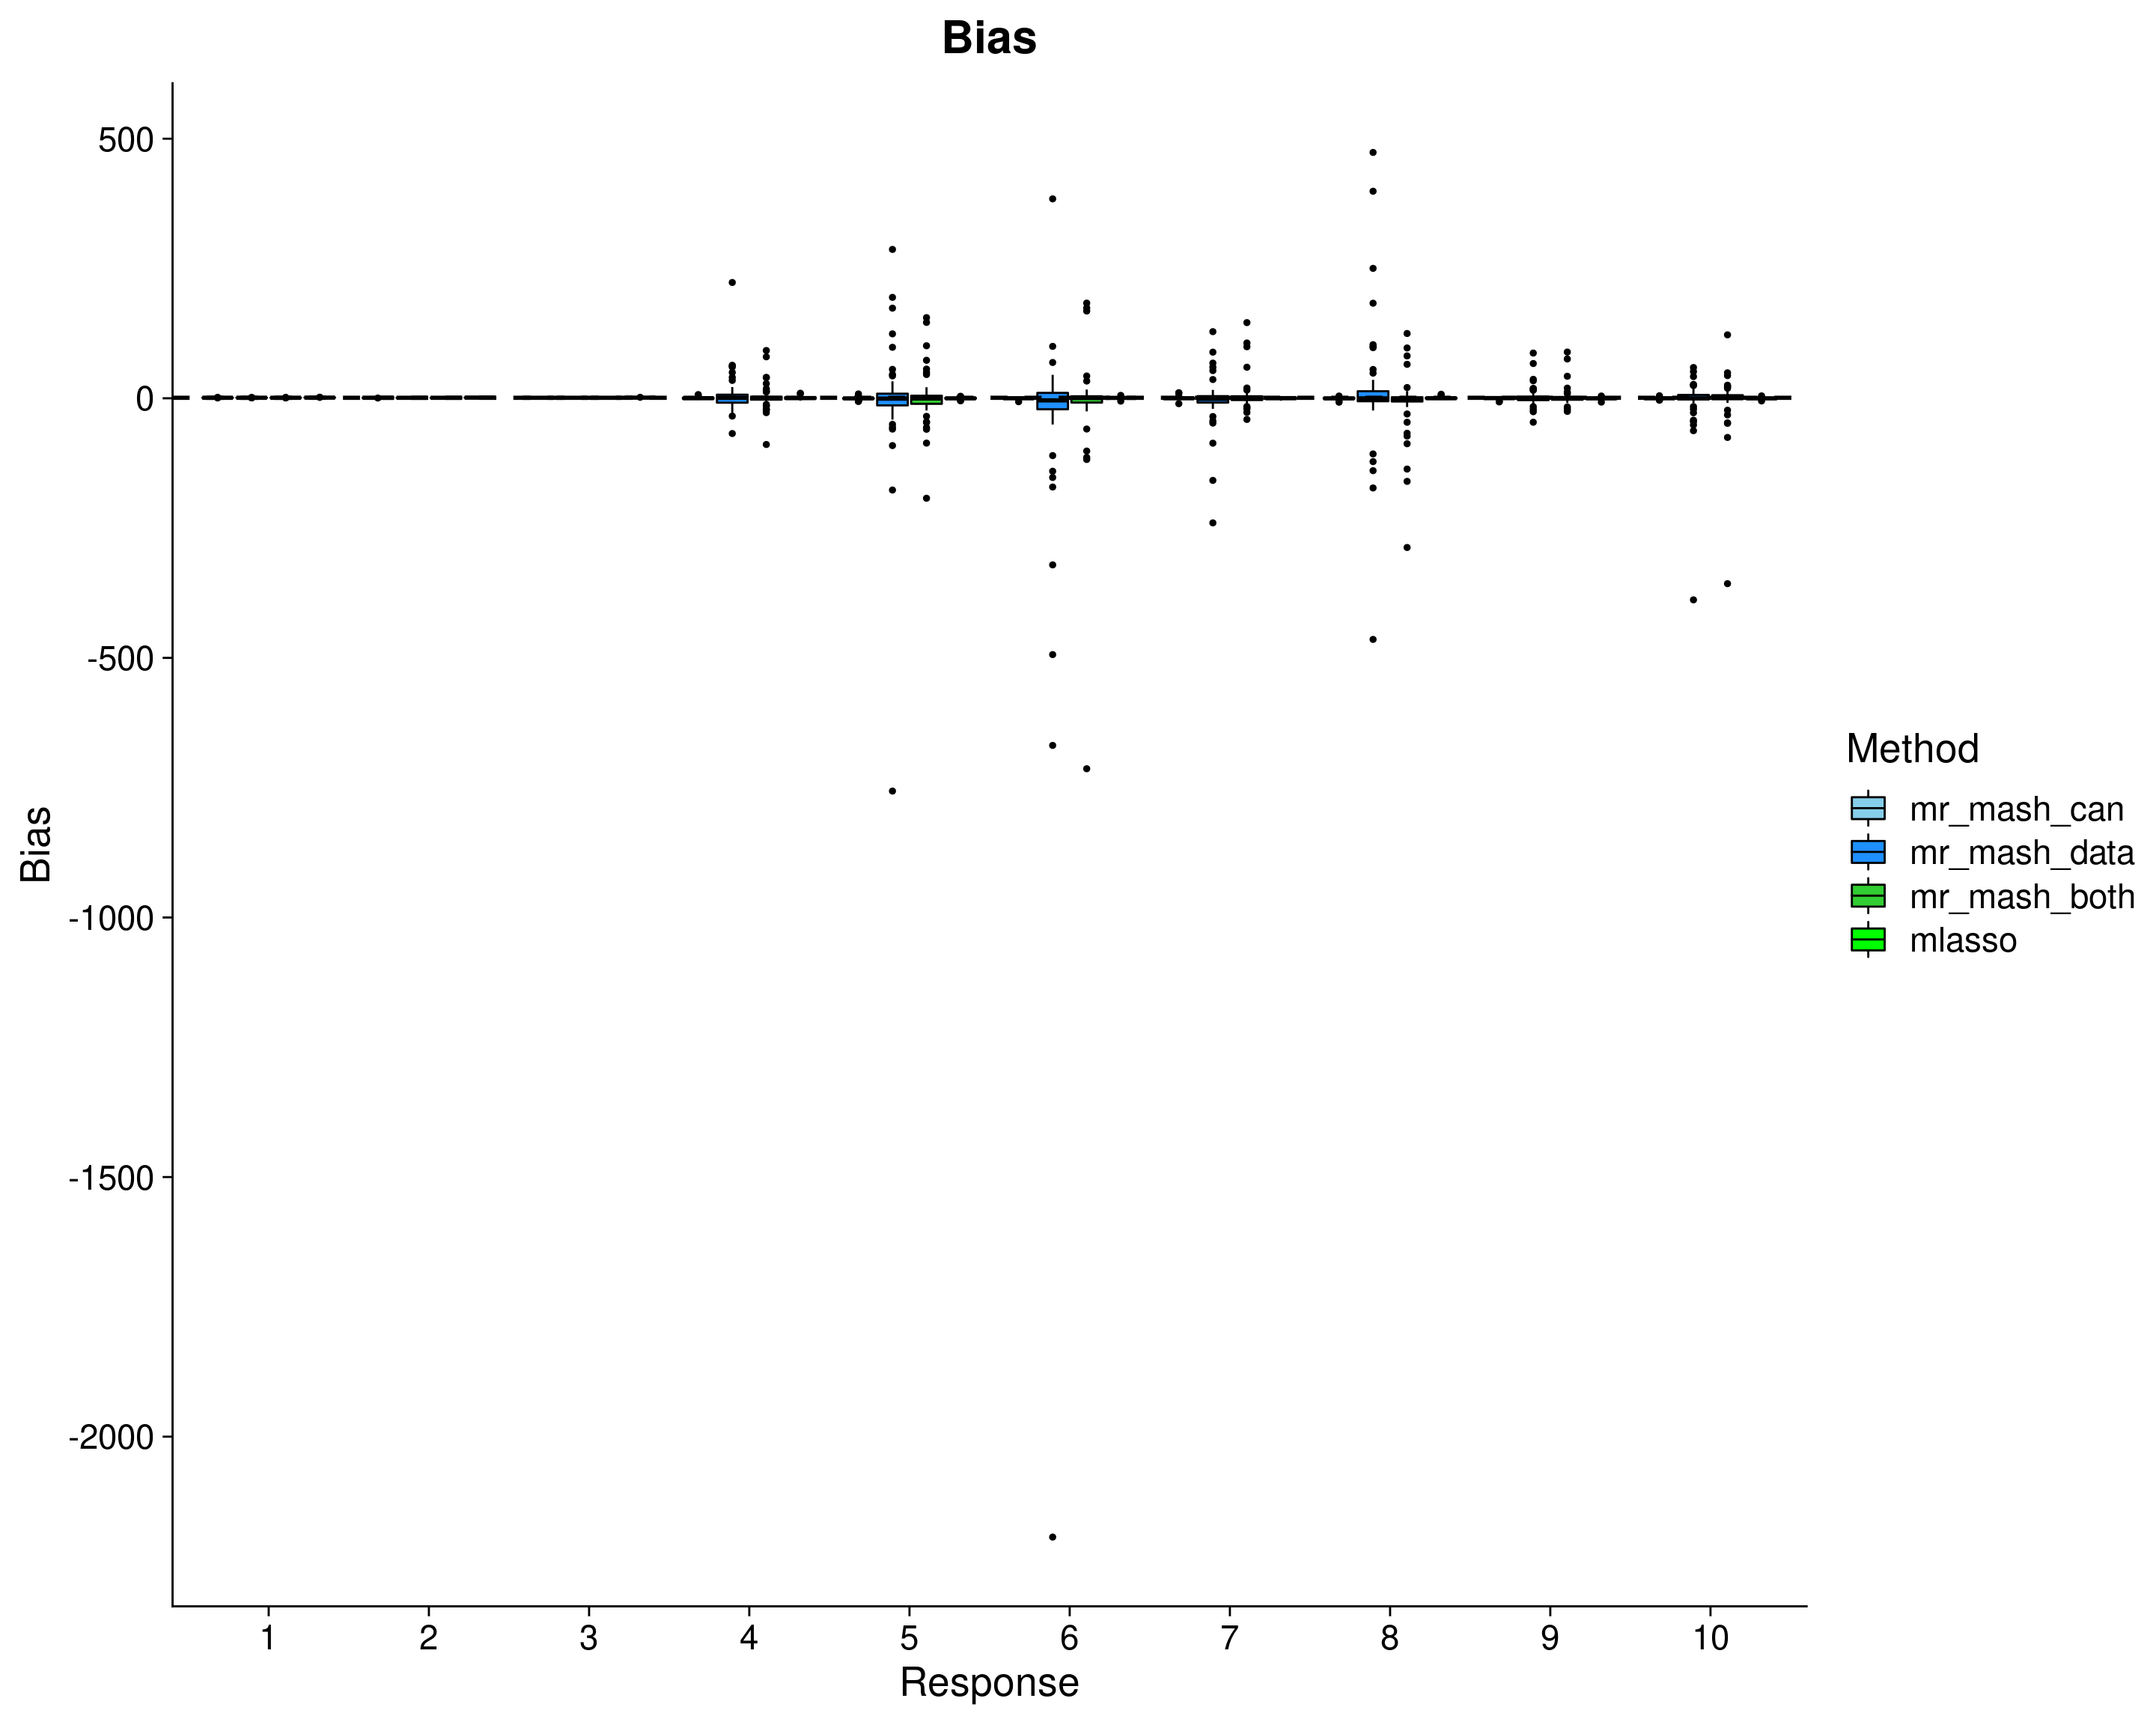 Bias
500
0
-500
-1000
-1500
-2000
Bias
1 2 3 4 5 6 7 8 9 10
Response
Method
mr_mash_can
mr_mash_data
mr_mash_both
mlasso